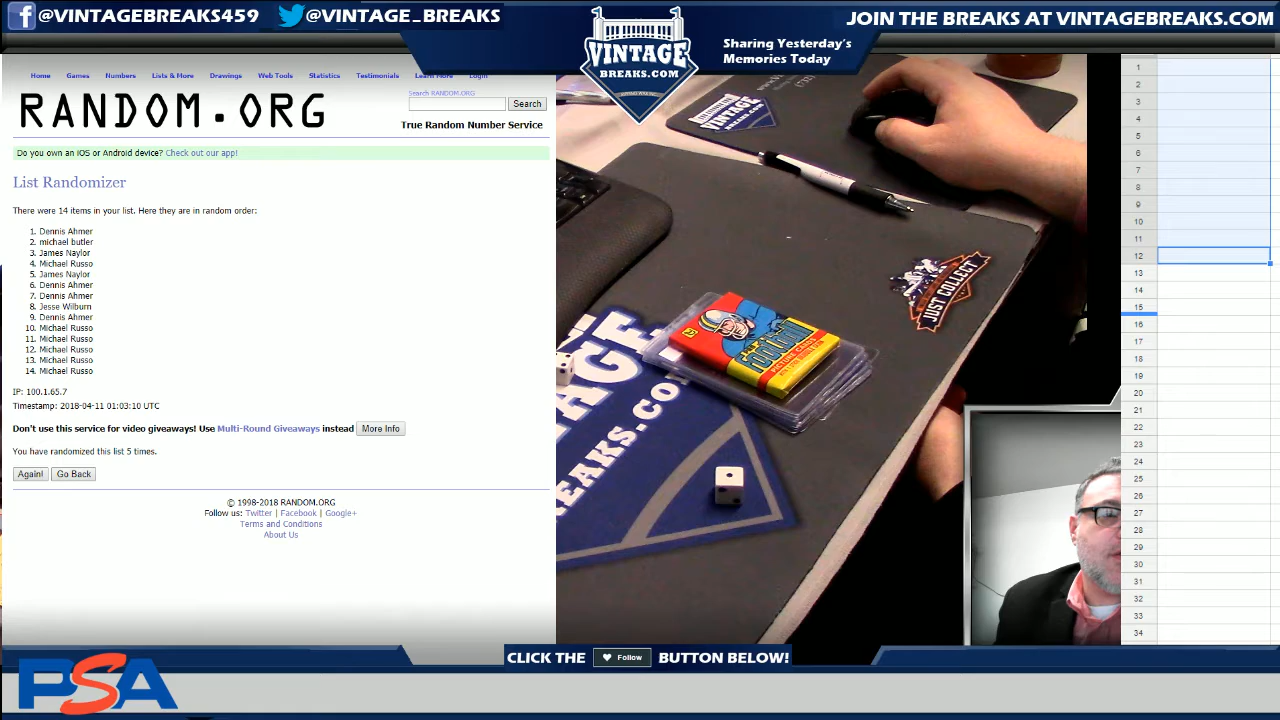 @VINTAGEBREAKS459
@VINTAGE_BREAKS
VINTAGE
BREAKS.COM
Sharing Yesterday's
Memories Today
JOIN THE BREAKS AT VINTAGEBREAKS.COM
Home Games Numbers Lists & More Drawings Web Tools Statistics Testimonials Learn More Login
RANDOM.ORG
Search RANDOM.ORG
Search
True Random Number Service
Do you own an iOS or Android device? Check out our app!
List Randomizer
There were 14 items in your list. Here they are in random order:
1. Dennis Ahmer
2. michael butler
3. James Naylor
4. Michael Russo
5. James Naylor
6. Dennis Ahmer
7. Dennis Ahmer
8. Jesse Wilburn
9. Dennis Ahmer
10. Michael Russo
11. Michael Russo
12. Michael Russo
13. Michael Russo
14. Michael Russo
IP: 100.1.65.7
Timestamp: 2018-04-11 01:03:10 UTC
Don't use this service for video giveaways! Use Multi-Round Giveaways instead More Info
You have randomized this list 5 times.
Again! Go Back
© 1998-2018 RANDOM.ORG
Follow us: Twitter | Facebook | Google+
Terms and Conditions
About Us
VINTAGE
JUST COLLECT
FOOTBALL
PICTURE CARDS
AGE
EAKS.CO
1
2
3
4
5
6
7
8
9
10
11
12
13
14
15
16
17
18
19
20
21
22
23
24
25
26
27
28
29
30
31
32
33
34
CLICK THE Follow BUTTON BELOW!
PSA